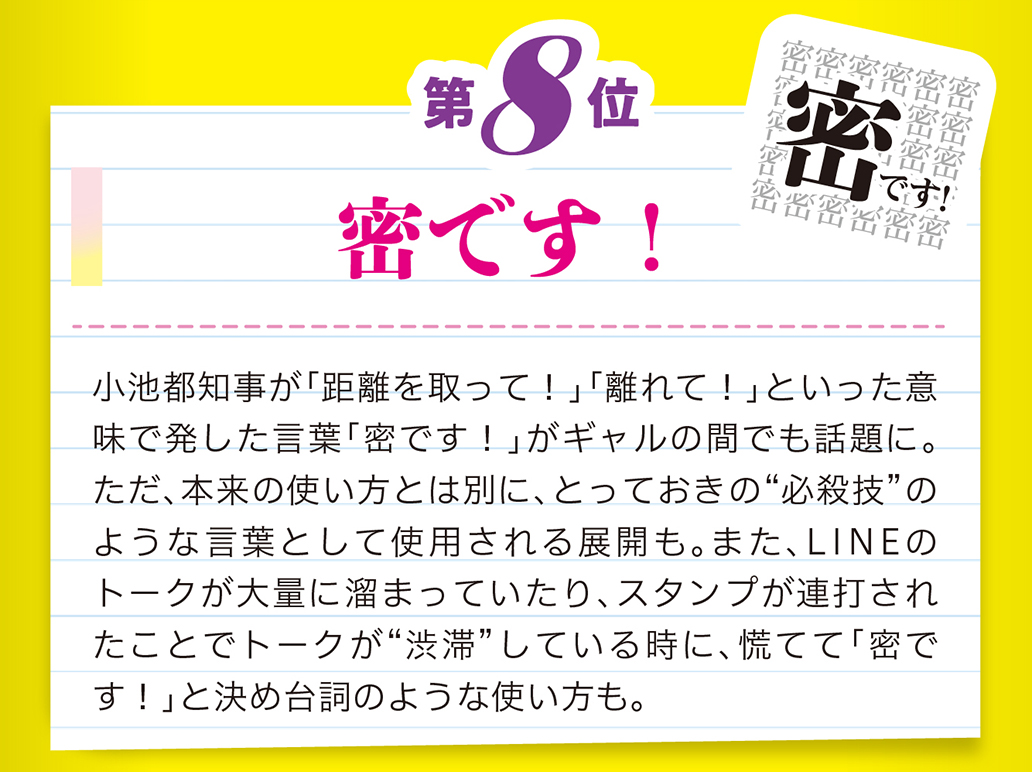 第8位
密です！
小池都知事が「距離を取って！」「離れて！」といった意
味で発した言葉「密です！」がギャルの間でも話題に。
ただ、本来の使い方とは別に、とっておきの“必殺技”の
ような言葉として使用される展開も。また、LINEの
トークが大量に溜まっていたり、スタンプが連打され
たことでトークが“渋滞”している時に、慌てて「密で
す！」と決め台詞のような使い方も。
密密密密密密
密です!
密密密密密密